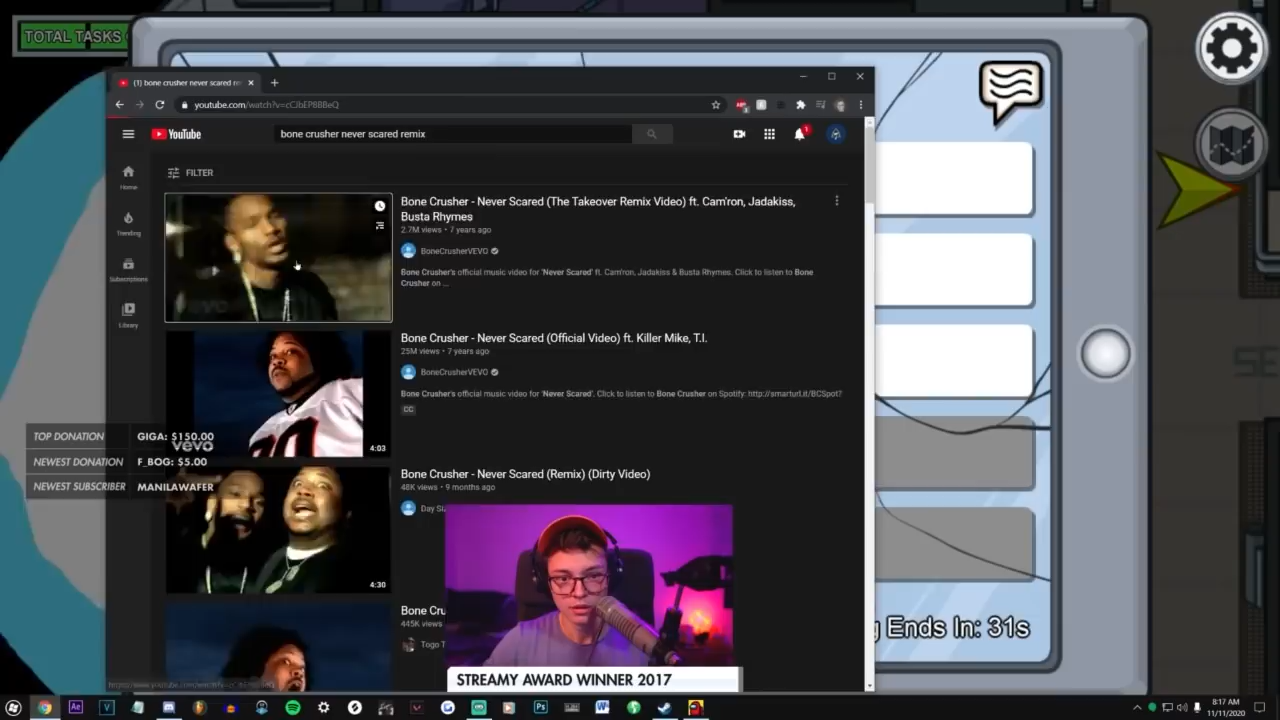 TOTAL TASKS
(1) bone crusher never scared re
youtube.com/watch?v=cCJbEP8BBeQ
YouTube
bone crusher never scared remix
1
Home
Trending
Subscriptions
Library
FILTER
Bone Crusher - Never Scared (The Takeover Remix Video) ft. Cam'ron, Jadakiss,
Busta Rhymes
2.7M views • 7 years ago
BoneCrusherVEVO
Bone Crusher's official music video for 'Never Scared' ft. Cam'ron, Jadakiss & Busta Rhymes. Click to listen to Bone
Crusher on ...
Bone Crusher - Never Scared (Official Video) ft. Killer Mike, T.I.
25M views • 7 years ago
BoneCrusherVEVO
Bone Crusher's official music video for 'Never Scared'. Click to listen to Bone Crusher on Spotify: http://smarturl.it/BCSpot?
CC
4:03
vevo
TOP DONATION GIGA: $150.00
NEWEST DONATION F_BOG: $5.00
NEWEST SUBSCRIBER MANILAWAFER
Bone Crusher - Never Scared (Remix) (Dirty Video)
48K views • 9 months ago
Day Si
4:30
Bone Cru
445K views
Togo T
Ends In: 31s
STREAMY AWARD WINNER 2017
8:17 AM
11/11/2020